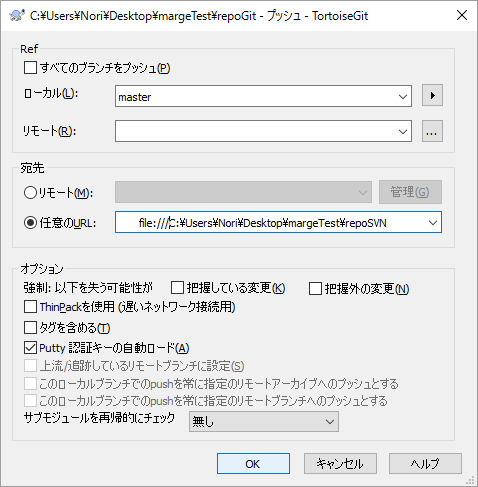 C:¥Users¥Nori¥Desktop¥margeTest¥repoGit - プッシュ - TortoiseGit
Ref
すべてのブランチをプッシュ(P)
ローカル(L): master
リモート(R): ...
宛先
リモート(M): 管理(G)
任意のURL: file:///C:¥Users¥Nori¥Desktop¥margeTest¥repoSVN
オプション
強制: 以下を失う可能性が 把握している変更(K) 把握外の変更(N)
ThinPackを使用 (遅いネットワーク接続用)
タグを含める(T)
Putty 認証キーの自動ロード(A)
上流/追跡しているリモートブランチに設定(S)
このローカルブランチでのpushを常に指定のリモートアーカイブへのプッシュとする
このローカルブランチでのpushを常に指定のリモートブランチへのプッシュとする
サブモジュールを再帰的にチェック 無し
OK キャンセル ヘルプ